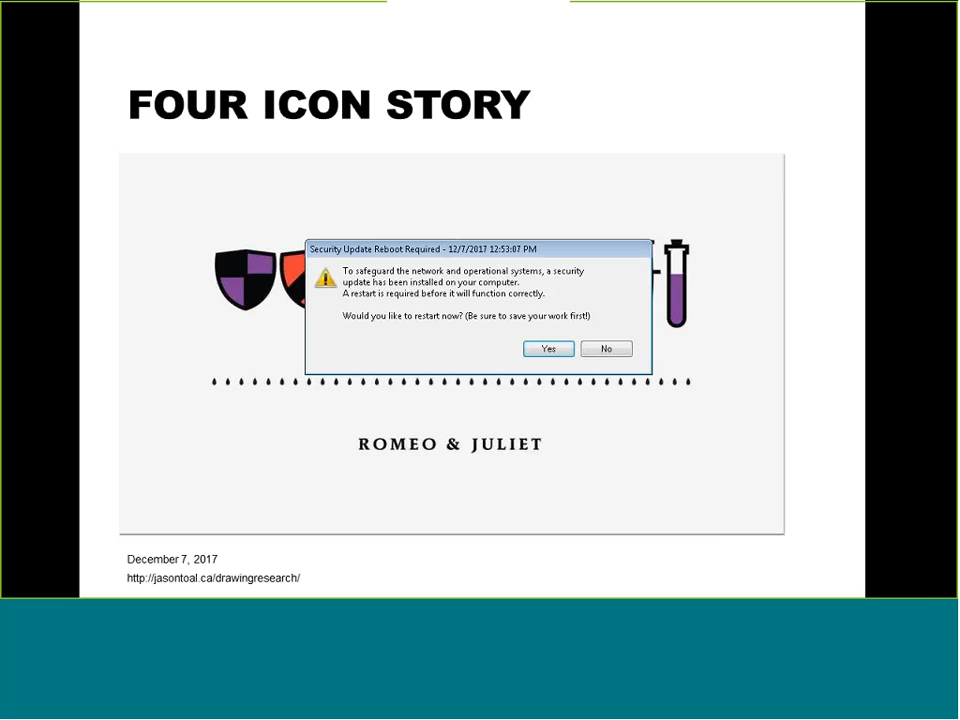 FOUR ICON STORY
Security Update Reboot Required - 12/7/2017 12:53:07 PM
To safeguard the network and operational systems, a security
update has been installed on your computer.
A restart is required before it will function correctly.
Would you like to restart now? (Be sure to save your work first!)
Yes
No
ROMEO & JULIET
December 7, 2017
http://jasontoal.ca/drawingresearch/